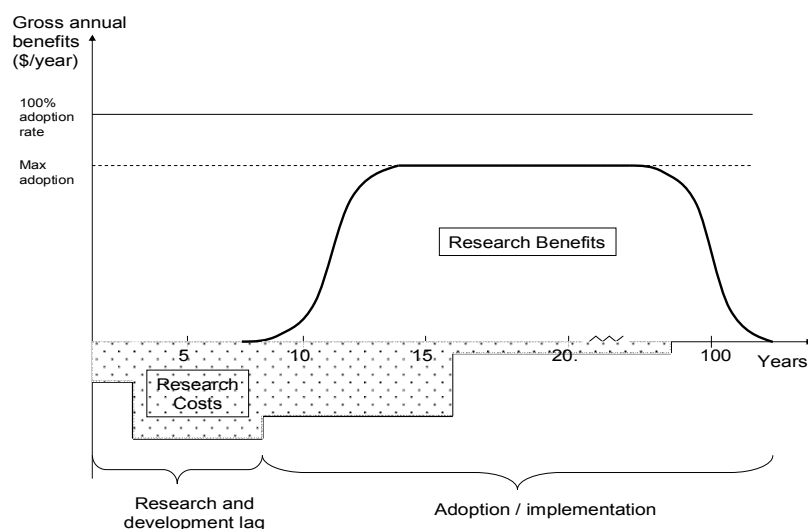 Gross annual
benefits
($/year)
100%
adoption
rate
Max
adoption
Research Benefits
5
10
15
20
100
Years
Research
Costs
Research and
development lag
Adoption / implementation